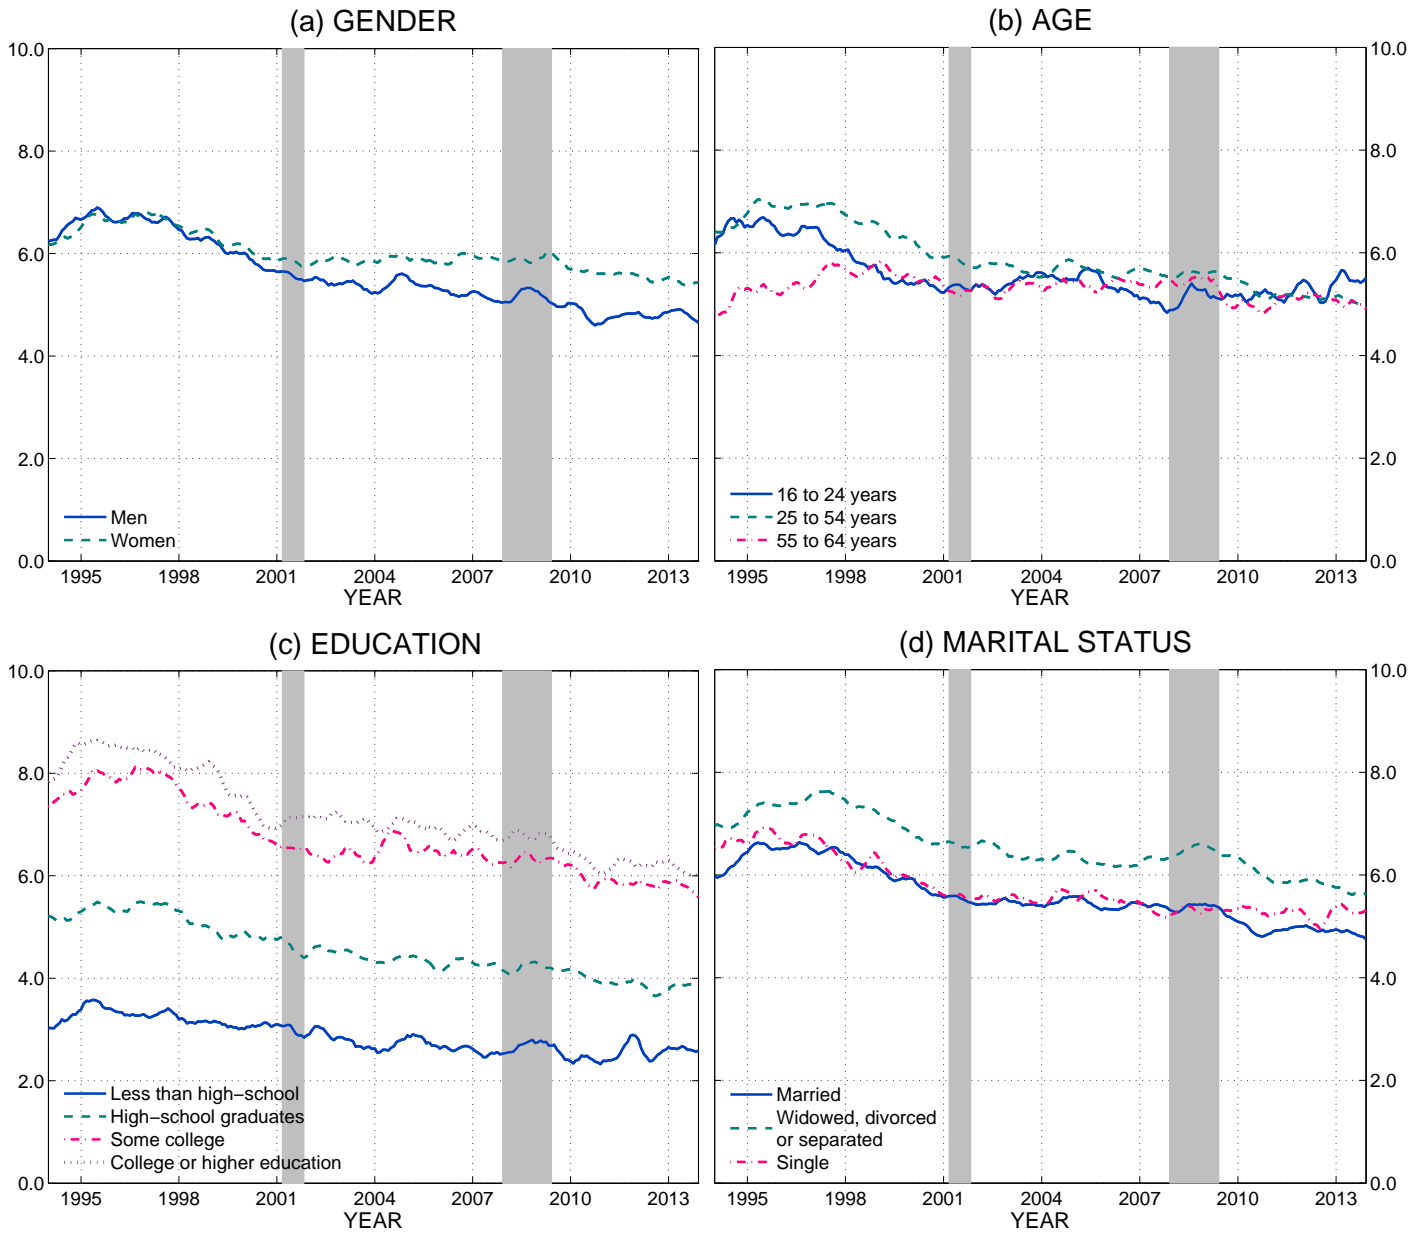 (a) GENDER
10.0
8.0
6.0
4.0
2.0
0.0
Men
Women
1995 1998 2001 2004 2007 2010 2013
YEAR
(b) AGE
10.0
8.0
6.0
4.0
2.0
0.0
16 to 24 years
25 to 54 years
55 to 64 years
1995 1998 2001 2004 2007 2010 2013
YEAR
(c) EDUCATION
10.0
8.0
6.0
4.0
2.0
0.0
Less than high−school
High−school graduates
Some college
College or higher education
1995 1998 2001 2004 2007 2010 2013
YEAR
(d) MARITAL STATUS
10.0
8.0
6.0
4.0
2.0
0.0
Married
Widowed, divorced
or separated
Single
1995 1998 2001 2004 2007 2010 2013
YEAR